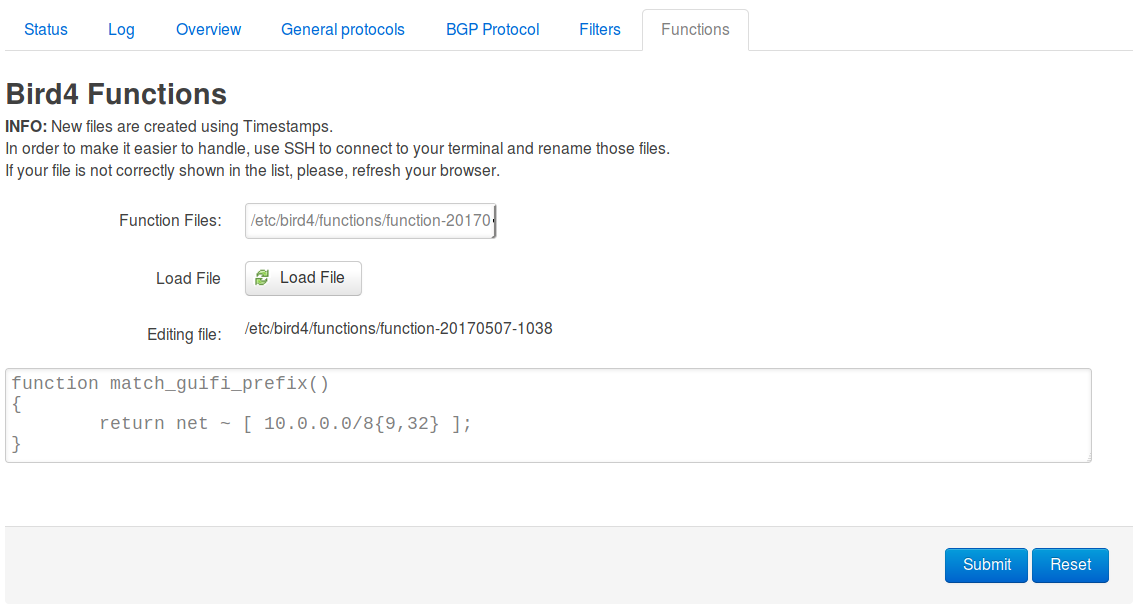 Status Log Overview General protocols BGP Protocol Filters Functions
Bird4 Functions
INFO: New files are created using Timestamps.
In order to make it easier to handle, use SSH to connect to your terminal and rename those files.
If your file is not correctly shown in the list, please, refresh your browser.
Function Files: /etc/bird4/functions/function-20170
Load File Load File
Editing file: /etc/bird4/functions/function-20170507-1038
function match_guifi_prefix()
{
        return net ~ [ 10.0.0.0/8{9,32} ];
}
Submit Reset